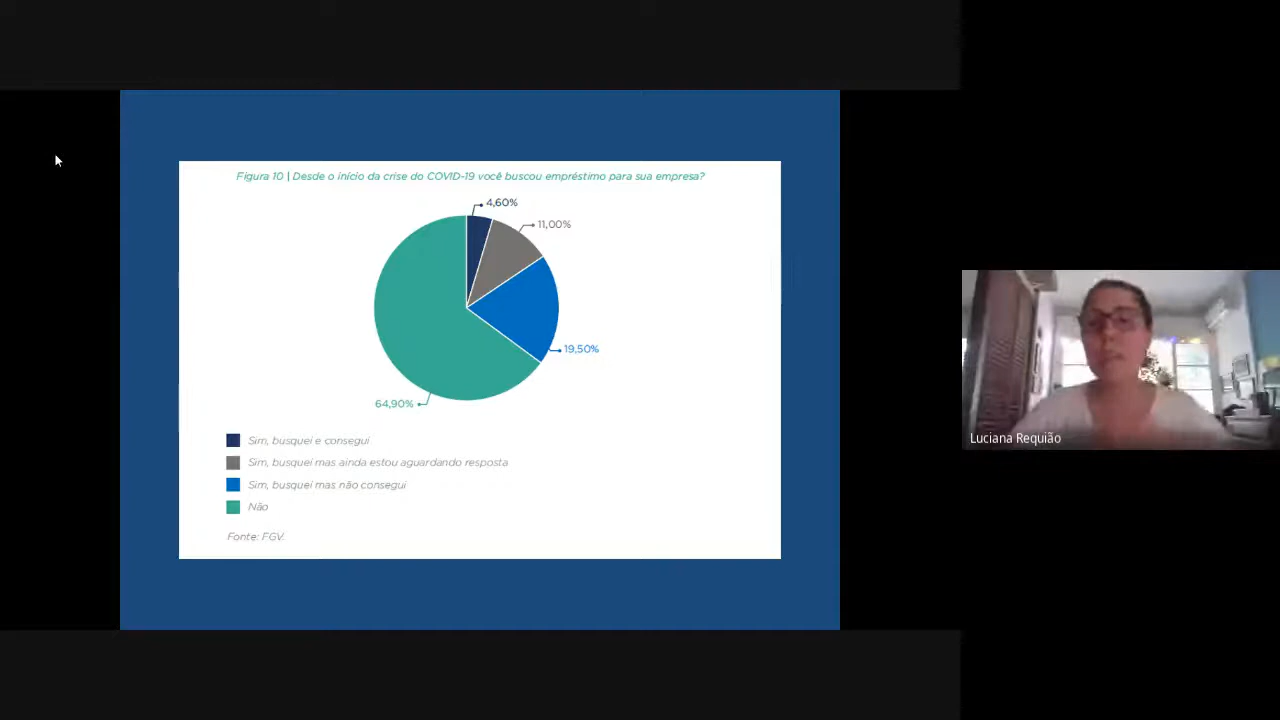 Figura 10 | Desde o início da crise do COVID-19 você buscou empréstimo para sua empresa?
4,60%
11,00%
19,50%
64,90%
Sim, busquei e consegui
Sim, busquei mas ainda estou aguardando resposta
Sim, busquei mas não consegui
Não
Fonte: FGV.
Luciana Requião